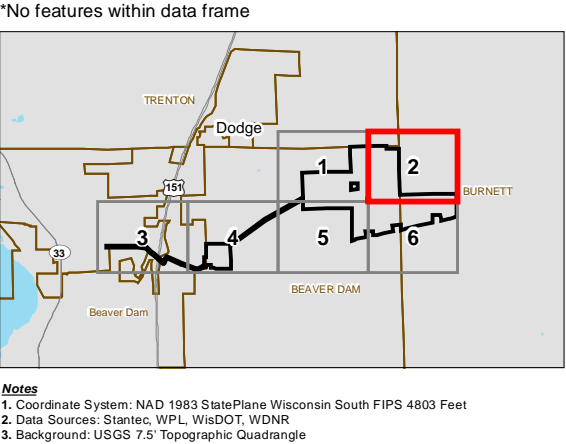 *No features within data frame
TRENTON
Dodge
1
2
151
BURNETT
3
4
5
6
33
BEAVER DAM
Beaver Dam
Notes
1. Coordinate System: NAD 1983 StatePlane Wisconsin South FIPS 4803 Feet
2. Data Sources: Stantec, WPL, WisDOT, WDNR
3. Background: USGS 7.5' Topographic Quadrangle